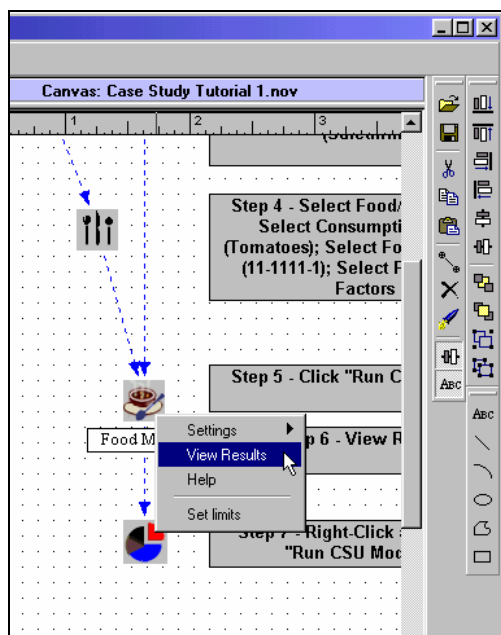 Canvas: Case Study Tutorial 1.nov
1 2 3
Step 4 - Select Food/
Select Consumpti
(Tomatoes); Select Fo
(11-1111-1); Select F
Factors
Step 5 - Click "Run C
Food M
Settings
View Results
Help
Set limits
p 6 - View R
Step 7 - Right-Click
"Run CSU Mod
ABC
ABC